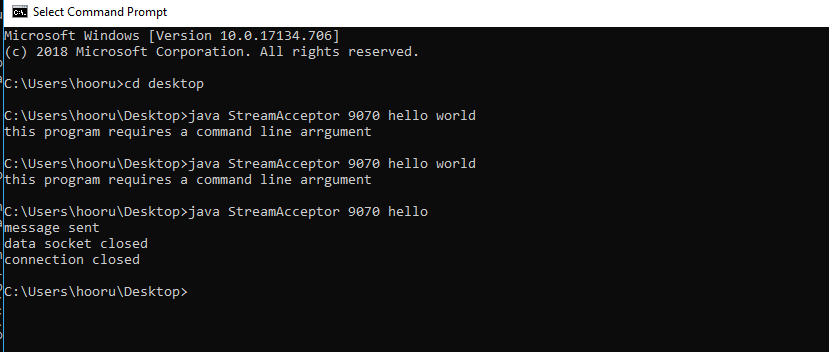 Select Command Prompt
Microsoft Windows [Version 10.0.17134.706]
(c) 2018 Microsoft Corporation. All rights reserved.
C:\Users\hooru>cd desktop
C:\Users\hooru\Desktop>java StreamAcceptor 9070 hello world
this program requires a command line arrgument
C:\Users\hooru\Desktop>java StreamAcceptor 9070 hello world
this program requires a command line arrgument
C:\Users\hooru\Desktop>java StreamAcceptor 9070 hello
message sent
data socket closed
connection closed
C:\Users\hooru\Desktop>